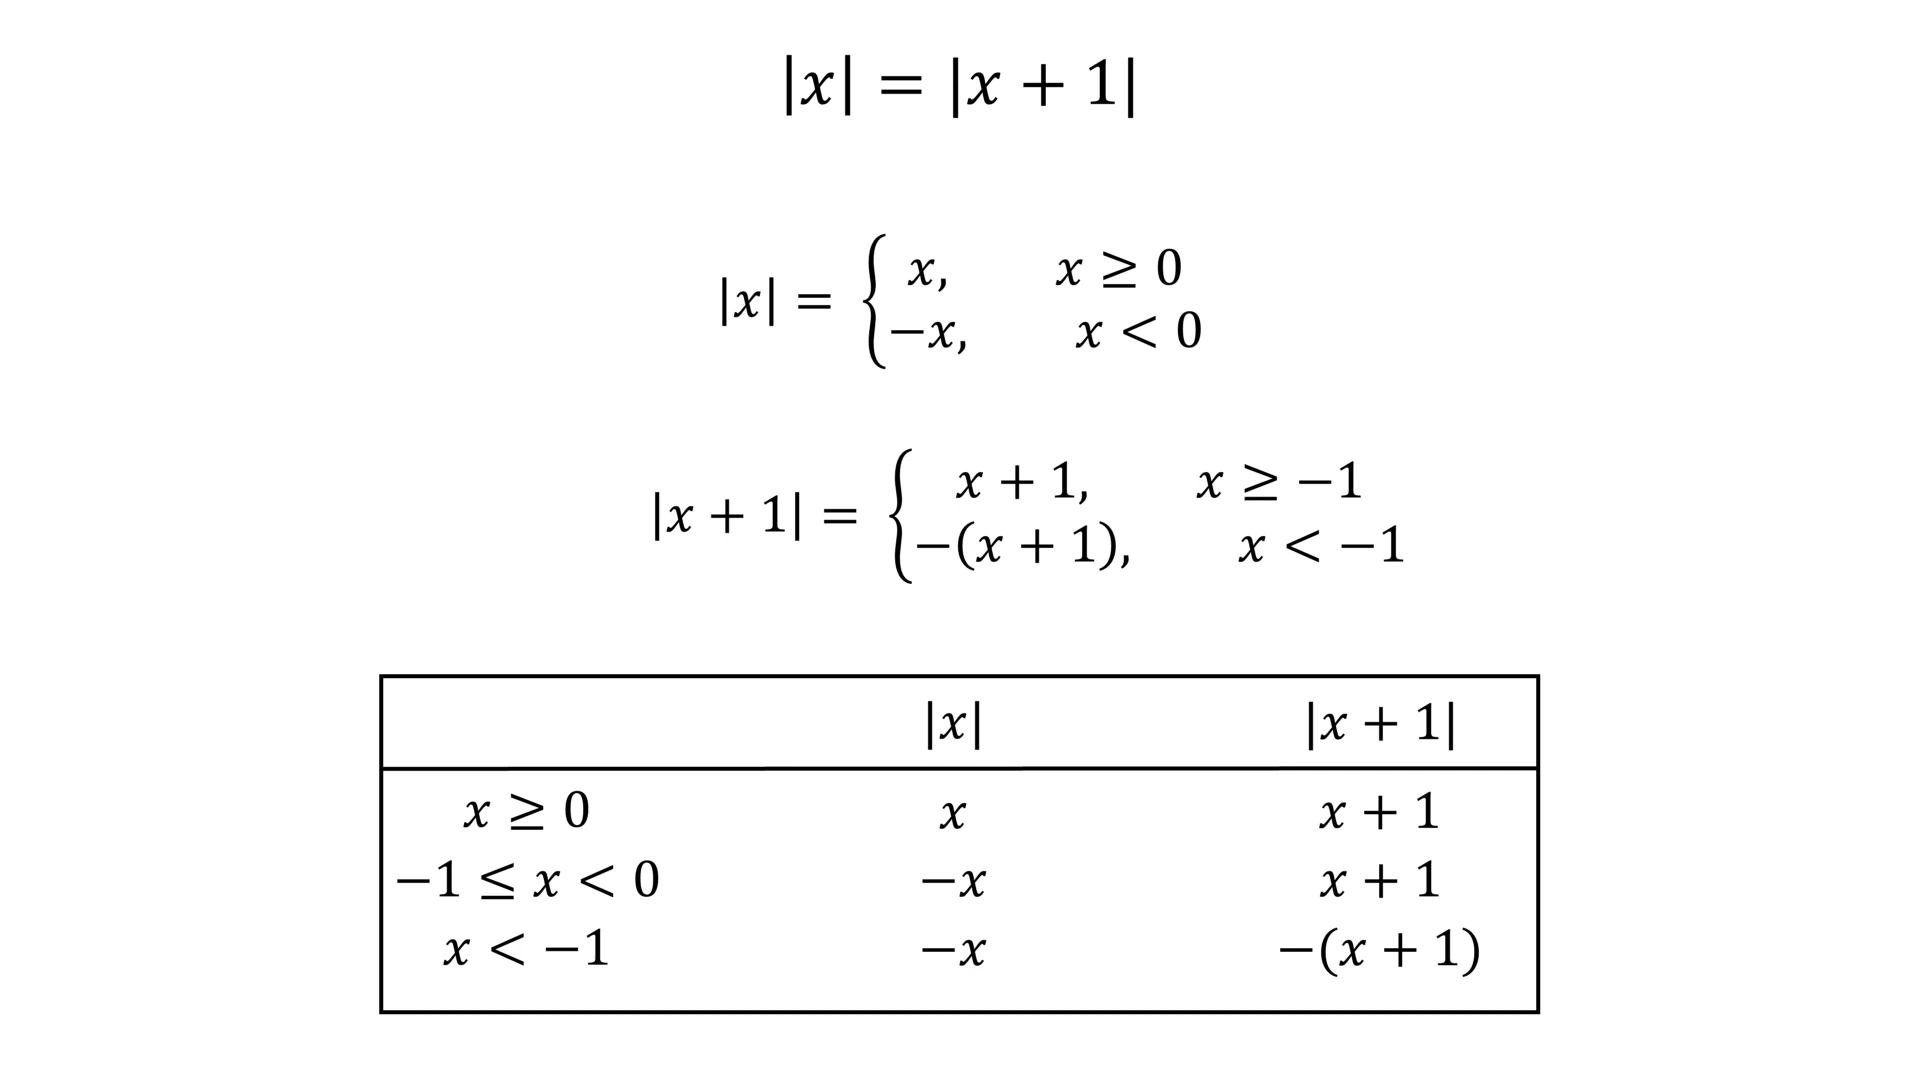 |x| = |x + 1|
|x| = { x, x ≥ 0
−x, x < 0
|x + 1| = { x + 1, x ≥ −1
−(x + 1), x < −1
|x| |x + 1|
x ≥ 0 x x + 1
−1 ≤ x < 0 −x x + 1
x < −1 −x −(x + 1)